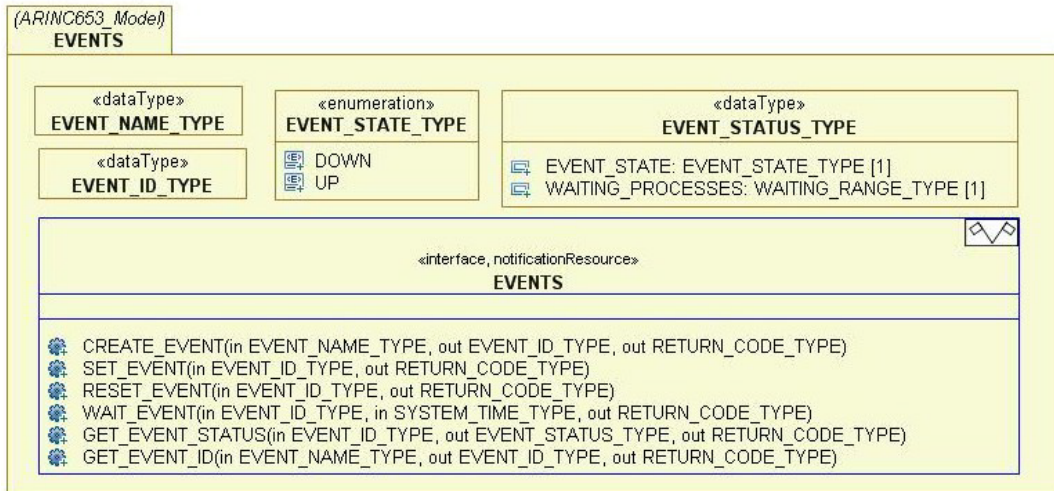 (ARINC653_Model)
EVENTS
«dataType»
EVENT_NAME_TYPE
«dataType»
EVENT_ID_TYPE
«enumeration»
EVENT_STATE_TYPE
DOWN
UP
«dataType»
EVENT_STATUS_TYPE
EVENT_STATE: EVENT_STATE_TYPE [1]
WAITING_PROCESSES: WAITING_RANGE_TYPE [1]
«interface, notificationResource»
EVENTS
CREATE_EVENT(in EVENT_NAME_TYPE, out EVENT_ID_TYPE, out RETURN_CODE_TYPE)
SET_EVENT(in EVENT_ID_TYPE, out RETURN_CODE_TYPE)
RESET_EVENT(in EVENT_ID_TYPE, out RETURN_CODE_TYPE)
WAIT_EVENT(in EVENT_ID_TYPE, in SYSTEM_TIME_TYPE, out RETURN_CODE_TYPE)
GET_EVENT_STATUS(in EVENT_ID_TYPE, out EVENT_STATUS_TYPE, out RETURN_CODE_TYPE)
GET_EVENT_ID(in EVENT_NAME_TYPE, out EVENT_ID_TYPE, out RETURN_CODE_TYPE)